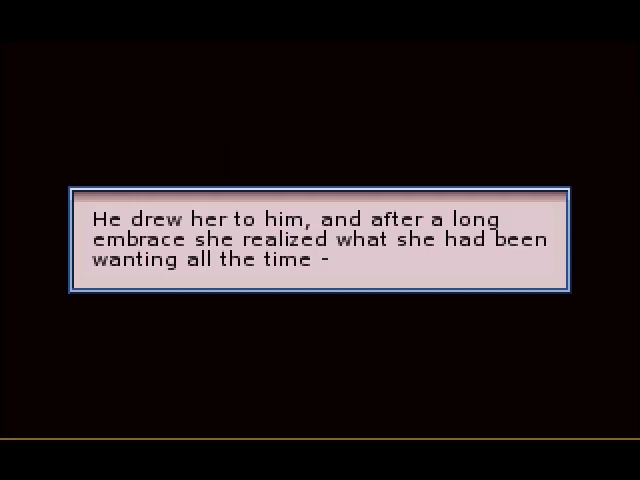 He drew her to him, and after a long
embrace she realized what she had been
wanting all the time -